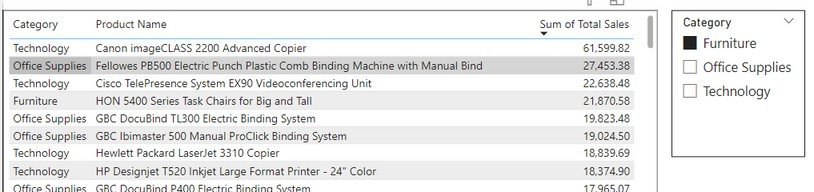 Category Product Name Sum of Total Sales
Technology Canon imageCLASS 2200 Advanced Copier 61,599.82
Office Supplies Fellowes PB500 Electric Punch Plastic Comb Binding Machine with Manual Bind 27,453.38
Technology Cisco TelePresence System EX90 Videoconferencing Unit 22,638.48
Furniture HON 5400 Series Task Chairs for Big and Tall 21,870.58
Office Supplies GBC DocuBind TL300 Electric Binding System 19,823.48
Office Supplies GBC Ibimaster 500 Manual ProClick Binding System 19,024.50
Technology Hewlett Packard LaserJet 3310 Copier 18,839.69
Technology HP Designjet T520 Inkjet Large Format Printer - 24" Color 18,374.90
Office Supplies GBC DocuBind P400 Electric Binding System 17,965.07
Category
Furniture
Office Supplies
Technology